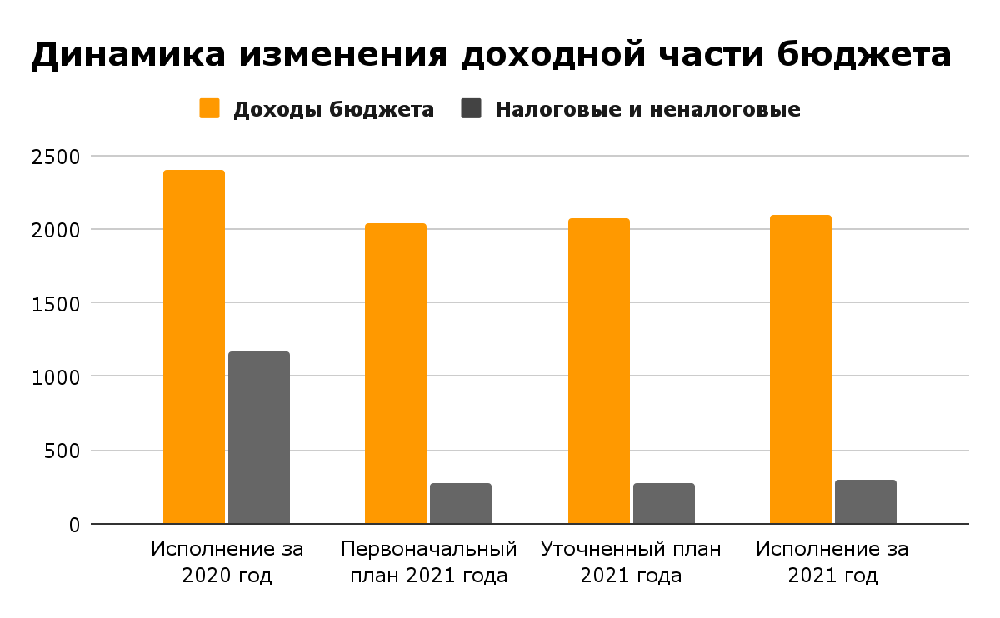 Динамика изменения доходной части бюджета
Доходы бюджета Налоговые и неналоговые
2500
2000
1500
1000
500
0
Исполнение за 2020 год
Первоначальный план 2021 года
Уточненный план 2021 года
Исполнение за 2021 год